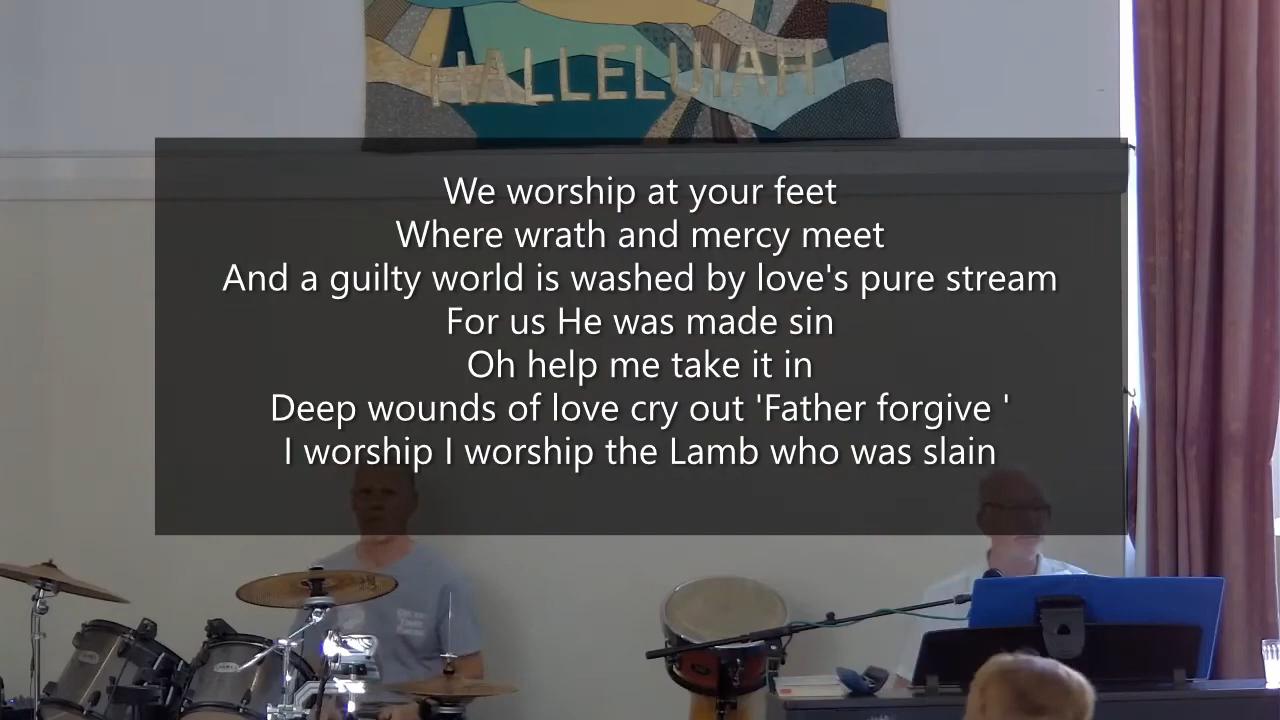 HALLELUJAH
We worship at your feet
Where wrath and mercy meet
And a guilty world is washed by love's pure stream
For us He was made sin
Oh help me take it in
Deep wounds of love cry out 'Father forgive '
I worship I worship the Lamb who was slain